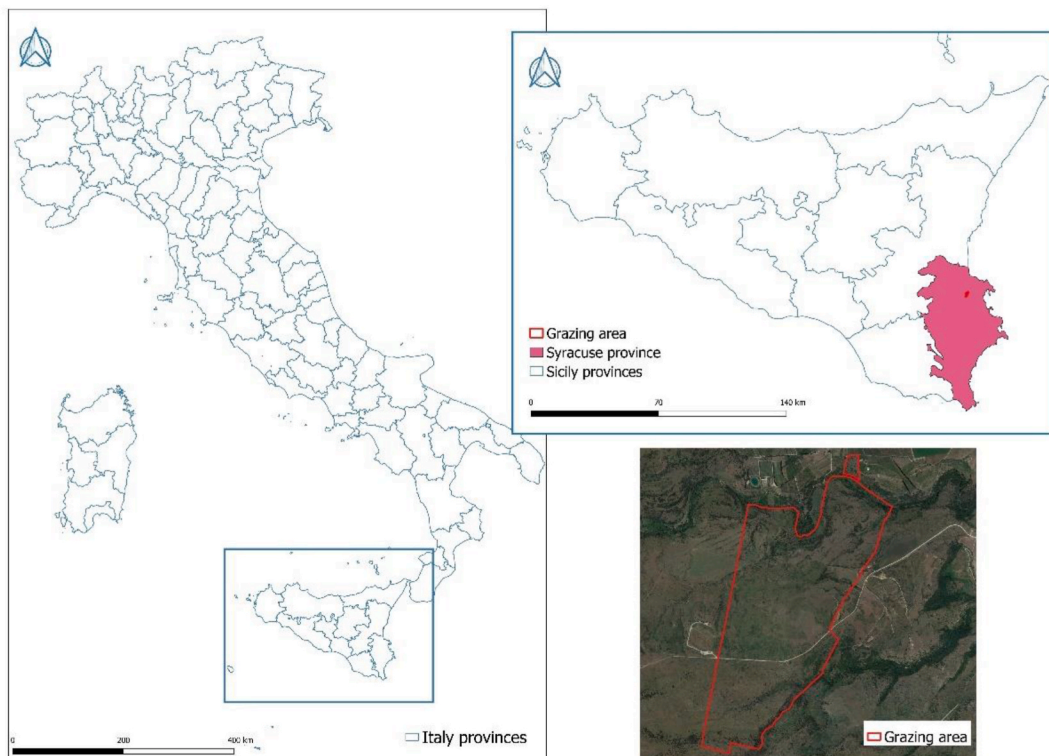 Grazing area
Syracuse province
Sicily provinces
0 70 140 km
0 200 400 km
Italy provinces
Grazing area